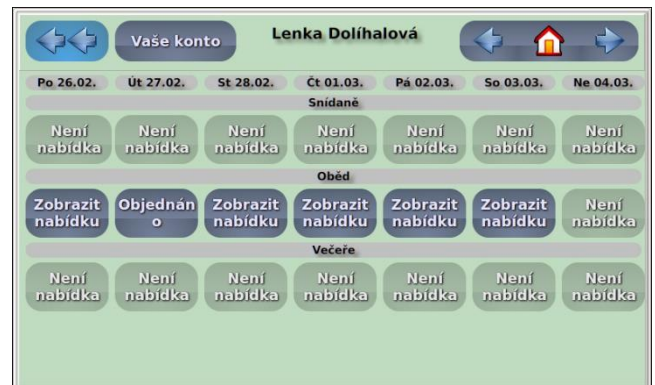 Vaše konto Lenka Dolíhalová
Po 26.02. Út 27.02. St 28.02. Čt 01.03. Pá 02.03. So 03.03. Ne 04.03.
Snídaně
Není Není Není Není Není Není Není
nabídka nabídka nabídka nabídka nabídka nabídka nabídka
Oběd
Zobrazit Objednán Zobrazit Zobrazit Zobrazit Zobrazit Není
nabídku o nabídku nabídku nabídku nabídku nabídka
Večeře
Není Není Není Není Není Není Není
nabídka nabídka nabídka nabídka nabídka nabídka nabídka